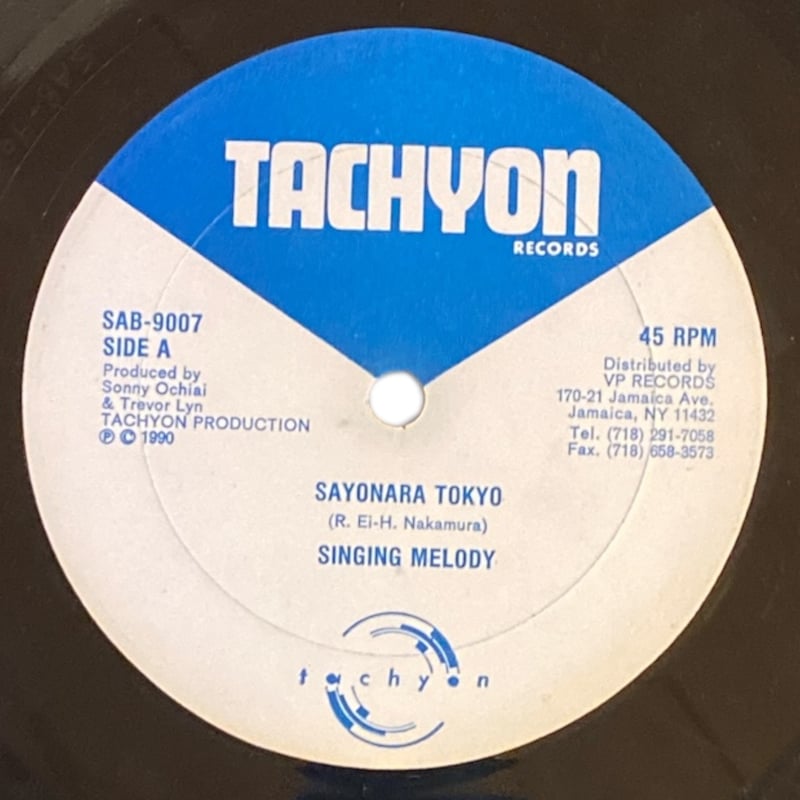 TACHYON
RECORDS
SAB-9007
SIDE A
Produced by
Sonny Ochiai
& Trevor Lyn
TACHYON PRODUCTION
℗ © 1990
45 RPM
Distributed by
VP RECORDS
170-21 Jamaica Ave.
Jamaica, NY 11432
Tel. (718) 291-7058
Fax. (718) 658-3573
SAYONARA TOKYO
(R. Ei-H. Nakamura)
SINGING MELODY
tachyon